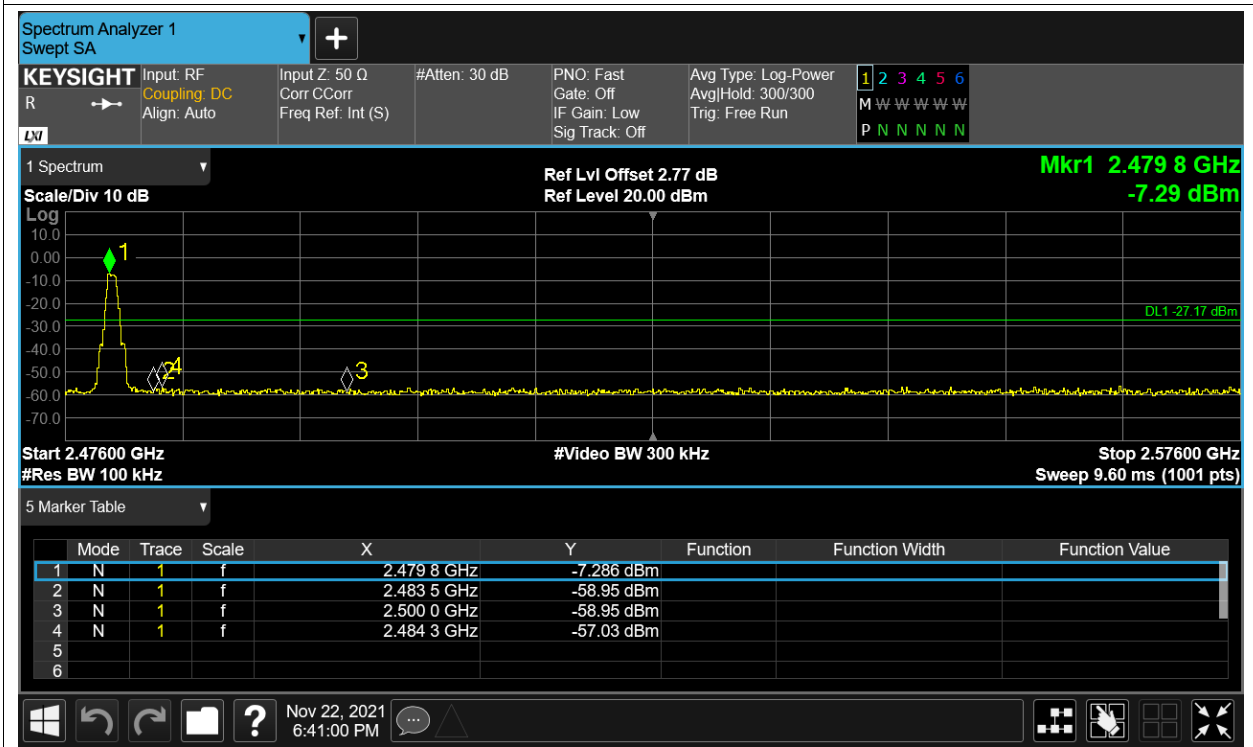 Spectrum Analyzer 1
Swept SA
KEYSIGHT Input: RF Input Z: 50 Ω #Atten: 30 dB PNO: Fast Avg Type: Log-Power 1 2 3 4 5 6
R Coupling: DC Corr CCorr Gate: Off Avg|Hold: 300/300 M W W W W W W
Align: Auto Freq Ref: Int (S) IF Gain: Low Trig: Free Run
LXI Sig Track: Off P N N N N N N
1 Spectrum Ref Lvl Offset 2.77 dB Mkr1 2.479 8 GHz
Scale/Div 10 dB Ref Level 20.00 dBm -7.29 dBm
Log
10.0
0.00
-10.0
-20.0
-30.0
-40.0
-50.0
-60.0
-70.0
1
2 4 3
DL1 -27.17 dBm
Start 2.47600 GHz #Video BW 300 kHz Stop 2.57600 GHz
#Res BW 100 kHz Sweep 9.60 ms (1001 pts)
5 Marker Table
Mode Trace Scale X Y Function Function Width Function Value
1 N 1 f 2.479 8 GHz -7.286 dBm
2 N 1 f 2.483 5 GHz -58.95 dBm
3 N 1 f 2.500 0 GHz -58.95 dBm
4 N 1 f 2.484 3 GHz -57.03 dBm
5
6
? Nov 22, 2021
6:41:00 PM